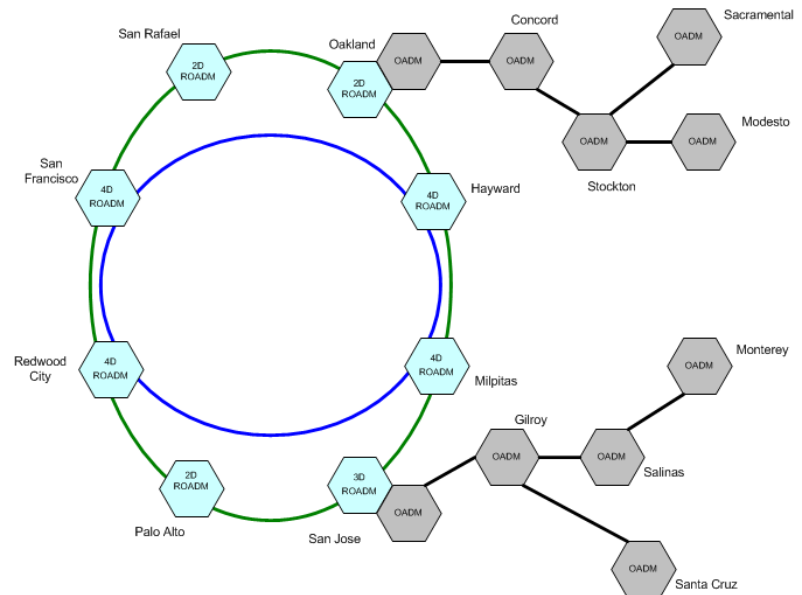 Sacramental
Concord
San Rafael
Oakland
OADM
OADM
OADM
2D
ROADM
2D
ROADM
Modesto
OADM
OADM
San
Francisco
4D
ROADM
4D
ROADM
Hayward
Stockton
Redwood
City
4D
ROADM
4D
ROADM
Milpitas
Monterey
OADM
Gilroy
OADM
OADM
Salinas
2D
ROADM
3D
ROADM
OADM
Palo Alto
San Jose
OADM
Santa Cruz